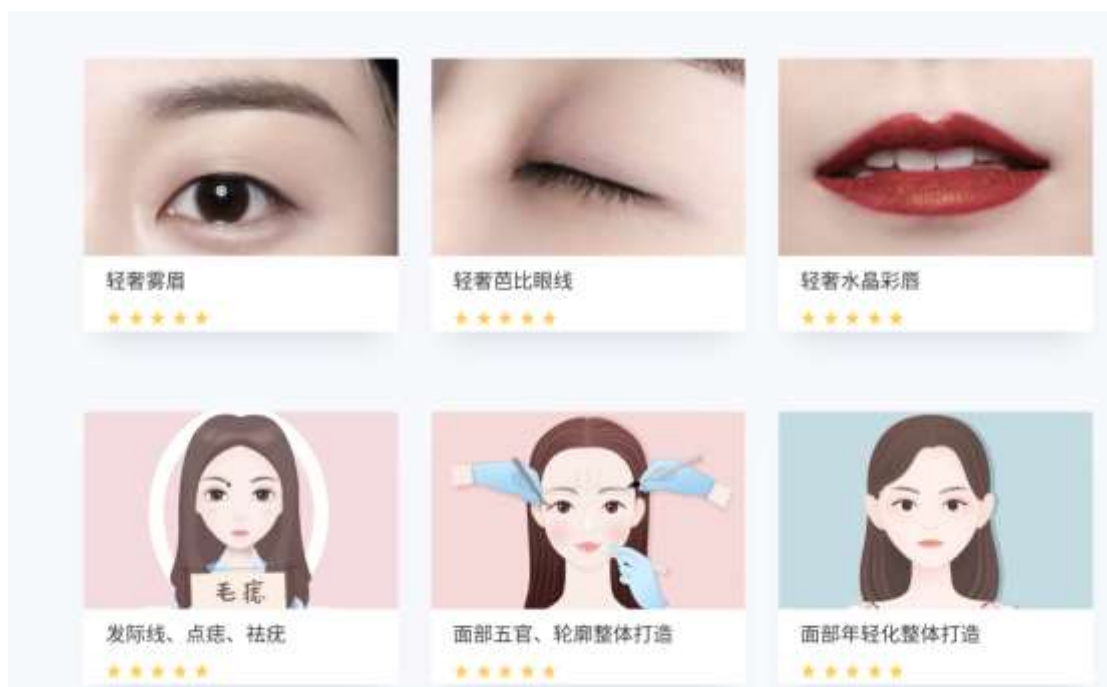 轻奢雾眉
轻奢芭比眼线
轻奢水晶彩唇
毛痣
发际线、点痣、祛疣
面部五官、轮廓整体打造
面部年轻化整体打造